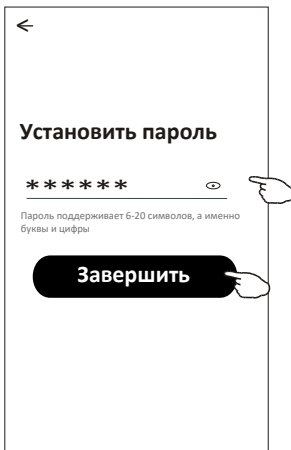 Установить пароль
******
Пароль поддерживает 6-20 символов, а именно
буквы и цифры
Завершить